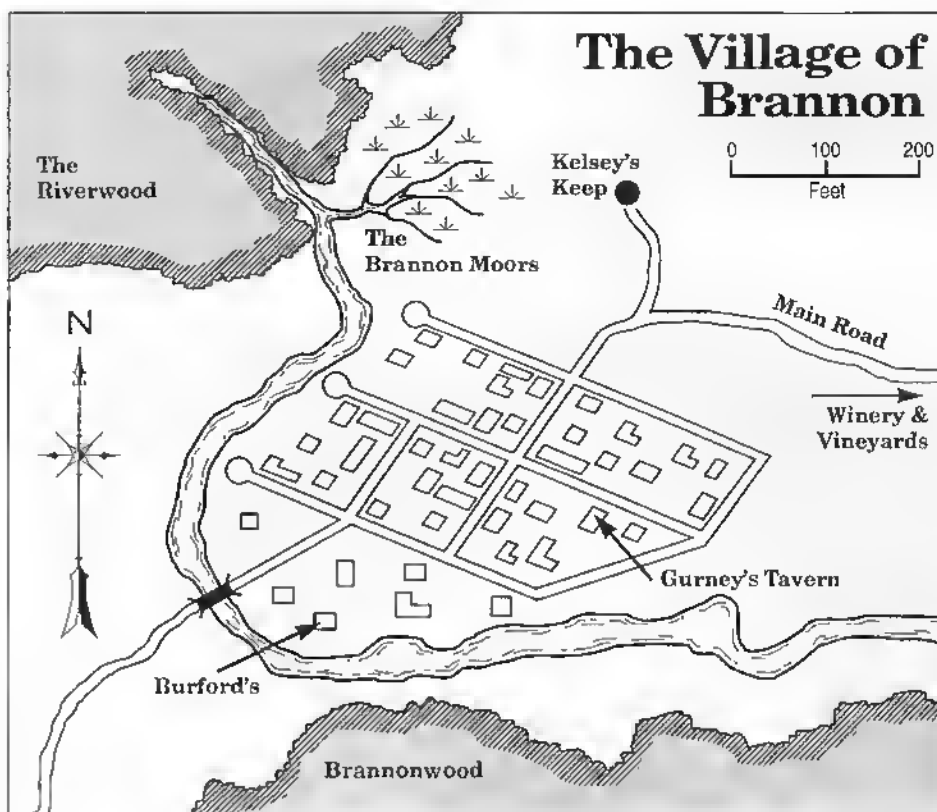 The Village of
Brannon
0 100 200
Feet
Kelsey's
Keep
The
Riverwood
The
Brannon Moors
Main Road
N
Winery &
Vineyards
Gurney's Tavern
Burford's
Brannonwood